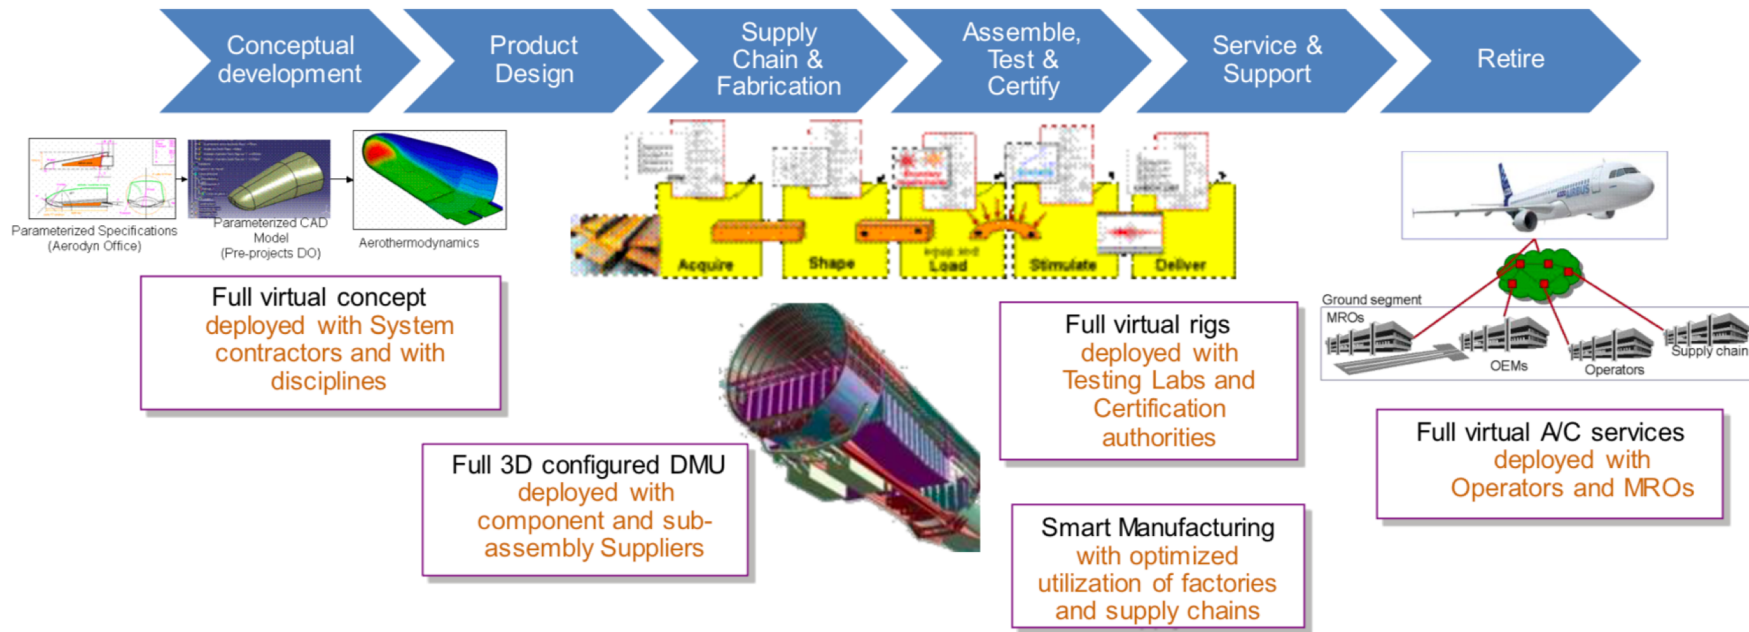 Conceptual
development
Product
Design
Supply
Chain &
Fabrication
Assemble,
Test &
Certify
Service &
Support
Retire
Parameterized Specifications
(Aerodyn Office)
Parameterized CAD
Model
(Pre-projects DO)
Aerothermodynamics
Acquire
Shape
Load
Stimulate
Deliver
AIRBUS
Ground segment
MROs
OEMs
Operators
Supply chain
Full virtual concept
deployed with System
contractors and with
disciplines
Full 3D configured DMU
deployed with
component and sub-
assembly Suppliers
Full virtual rigs
deployed with
Testing Labs and
Certification
authorities
Smart Manufacturing
with optimized
utilization of factories
and supply chains
Full virtual A/C services
deployed with
Operators and MROs